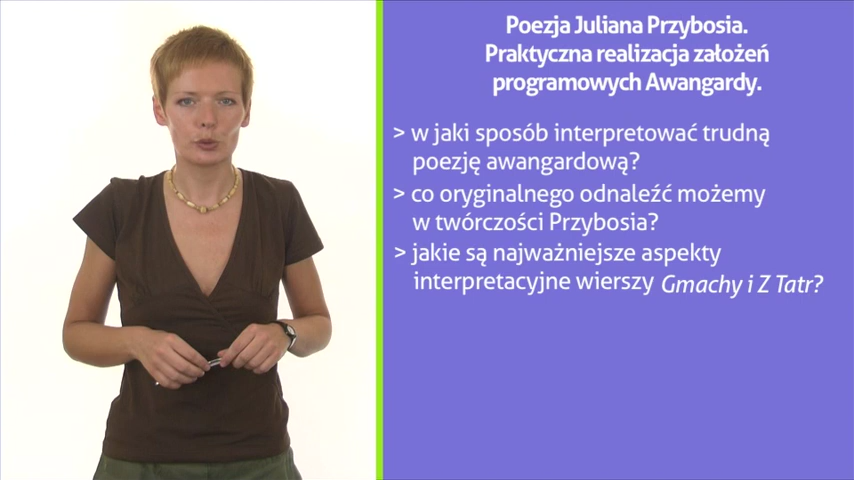 Poezja Juliana Przybosia.
Praktyczna realizacja założeń
programowych Awangardy.
> w jaki sposób interpretować trudną
poezję awangardową?
> co oryginalnego odnaleźć możemy
w twórczości Przybosia?
> jakie są najważniejsze aspekty
interpretacyjne wierszy Gmachy i Z Tatr?